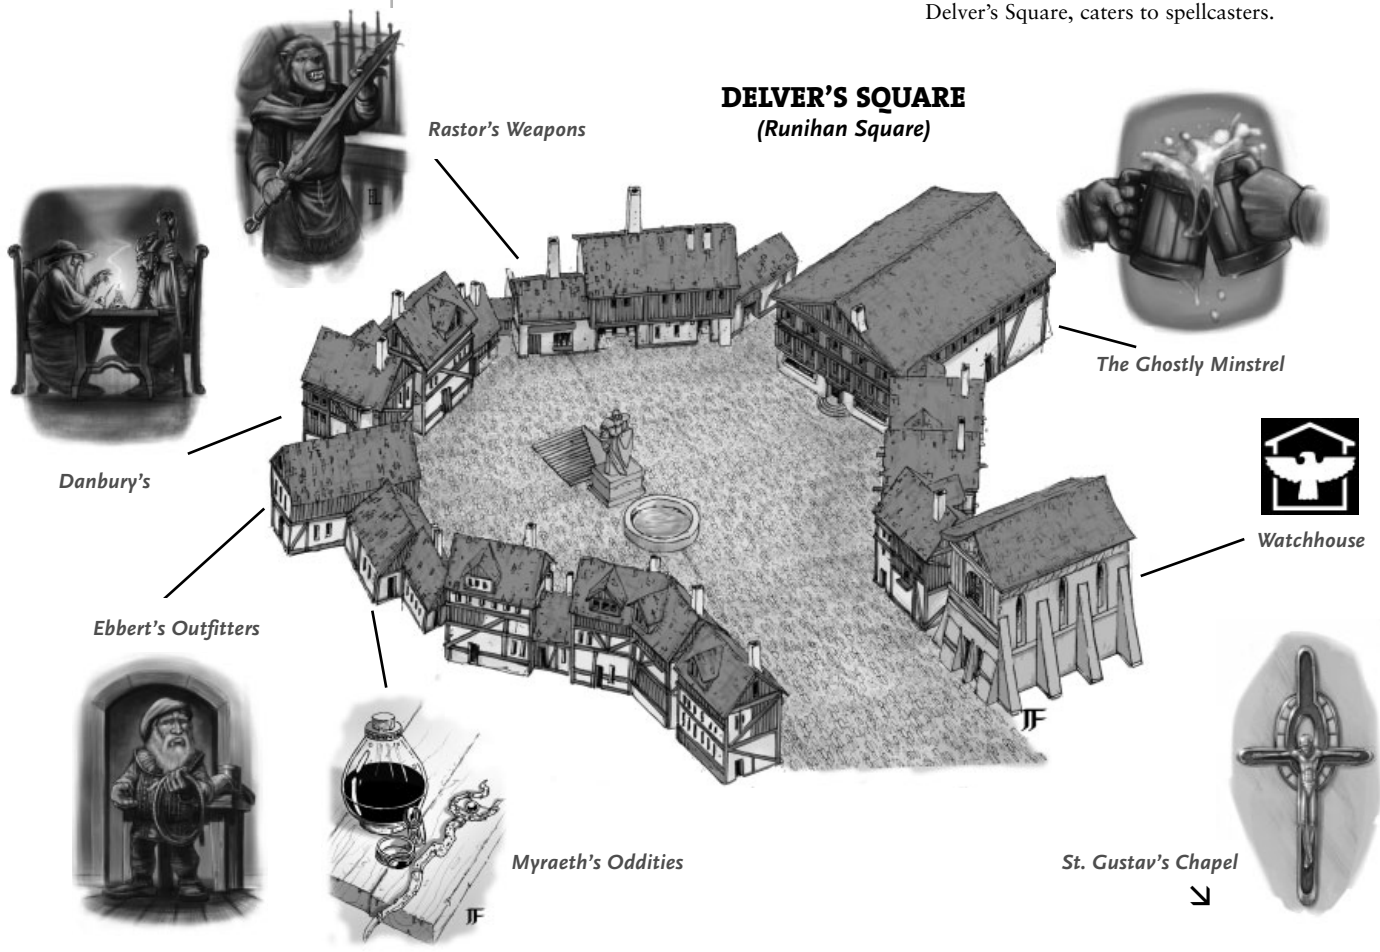 Delver’s Square, caters to spellcasters.
DELVER’S SQUARE
(Runihan Square)
Rastor’s Weapons
The Ghostly Minstrel
Danbury’s
Watchhouse
Ebbert’s Outfitters
Myraeth’s Oddities
St. Gustav’s Chapel